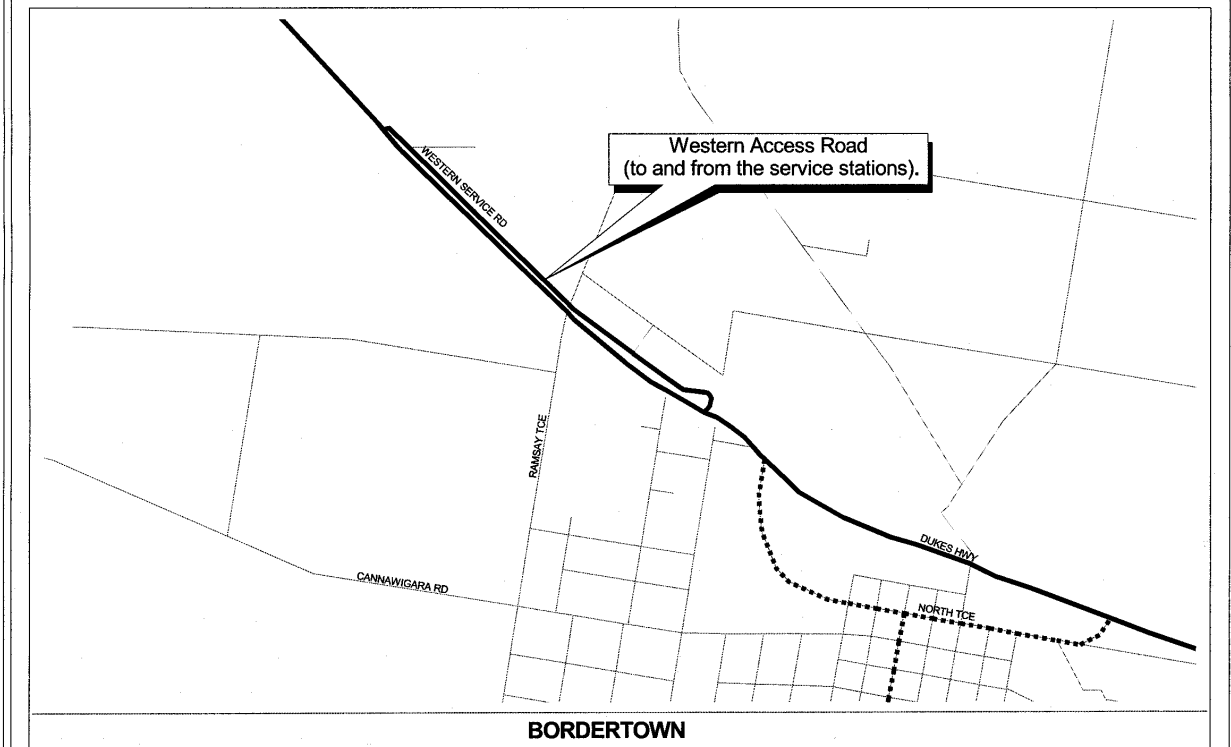 Western Access Road
(to and from the service stations).
WESTERN SERVICE RD
RAMSAY TCE
DUKES HWY
CANNAWIGARA RD
NORTH TCE
BORDERTOWN